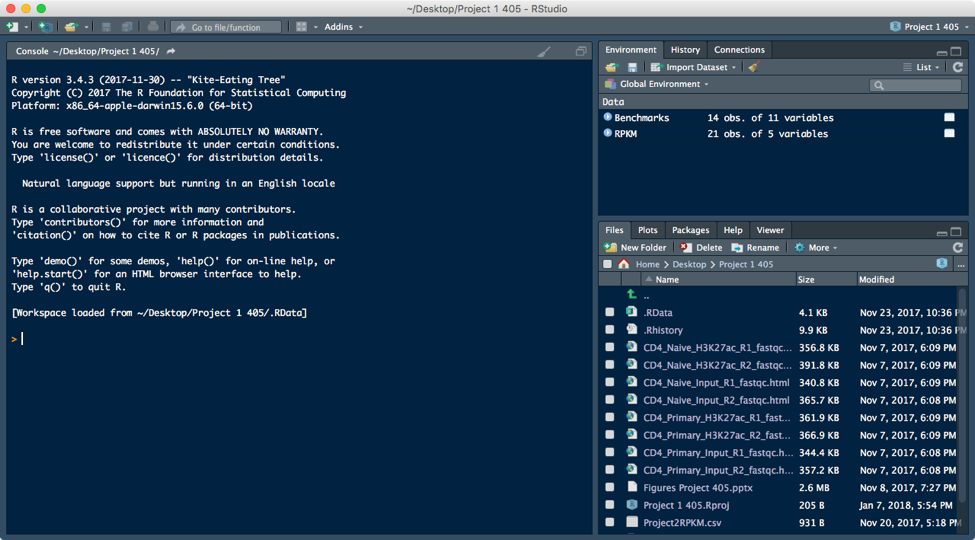 ~/Desktop/Project 1 405 - RStudio
Go to file/function
Addins
Project 1 405
Console ~/Desktop/Project 1 405/
R version 3.4.3 (2017-11-30) -- "Kite-Eating Tree"
Copyright (C) 2017 The R Foundation for Statistical Computing
Platform: x86_64-apple-darwin15.6.0 (64-bit)
R is free software and comes with ABSOLUTELY NO WARRANTY.
You are welcome to redistribute it under certain conditions.
Type 'license()' or 'licence()' for distribution details.
Natural language support but running in an English locale
R is a collaborative project with many contributors.
Type 'contributors()' for more information and
'citation()' on how to cite R or R packages in publications.
Type 'demo()' for some demos, 'help()' for on-line help, or
'help.start()' for an HTML browser interface to help.
Type 'q()' to quit R.
[Workspace loaded from ~/Desktop/Project 1 405/.RData]
>
Environment History Connections
Import Dataset List
Global Environment
Data
Benchmarks 14 obs. of 11 variables
RPKM 21 obs. of 5 variables
Files Plots Packages Help Viewer
New Folder Delete Rename More
Home > Desktop > Project 1 405 ...
Name Size Modified
..
.RData 4.1 KB Nov 23, 2017, 10:36 PM
.Rhistory 9.9 KB Nov 23, 2017, 10:36 PM
CD4_Naive_H3K27ac_R1_fastqc... 356.8 KB Nov 7, 2017, 6:09 PM
CD4_Naive_H3K27ac_R2_fastqc... 391.8 KB Nov 7, 2017, 6:09 PM
CD4_Naive_Input_R1_fastqc.html 340.8 KB Nov 7, 2017, 6:09 PM
CD4_Naive_Input_R2_fastqc.html 365.7 KB Nov 7, 2017, 6:08 PM
CD4_Primary_H3K27ac_R1_fast... 361.9 KB Nov 7, 2017, 6:09 PM
CD4_Primary_H3K27ac_R2_fast... 366.9 KB Nov 7, 2017, 6:09 PM
CD4_Primary_Input_R1_fastqc.h... 344.4 KB Nov 7, 2017, 6:08 PM
CD4_Primary_Input_R2_fastqc.h... 357.2 KB Nov 7, 2017, 6:08 PM
Figures Project 405.pptx 2.6 MB Nov 8, 2017, 7:27 PM
Project 1 405.Rproj 205 B Jan 7, 2018, 5:54 PM
Project2RPKM.csv 931 B Nov 20, 2017, 5:18 PM